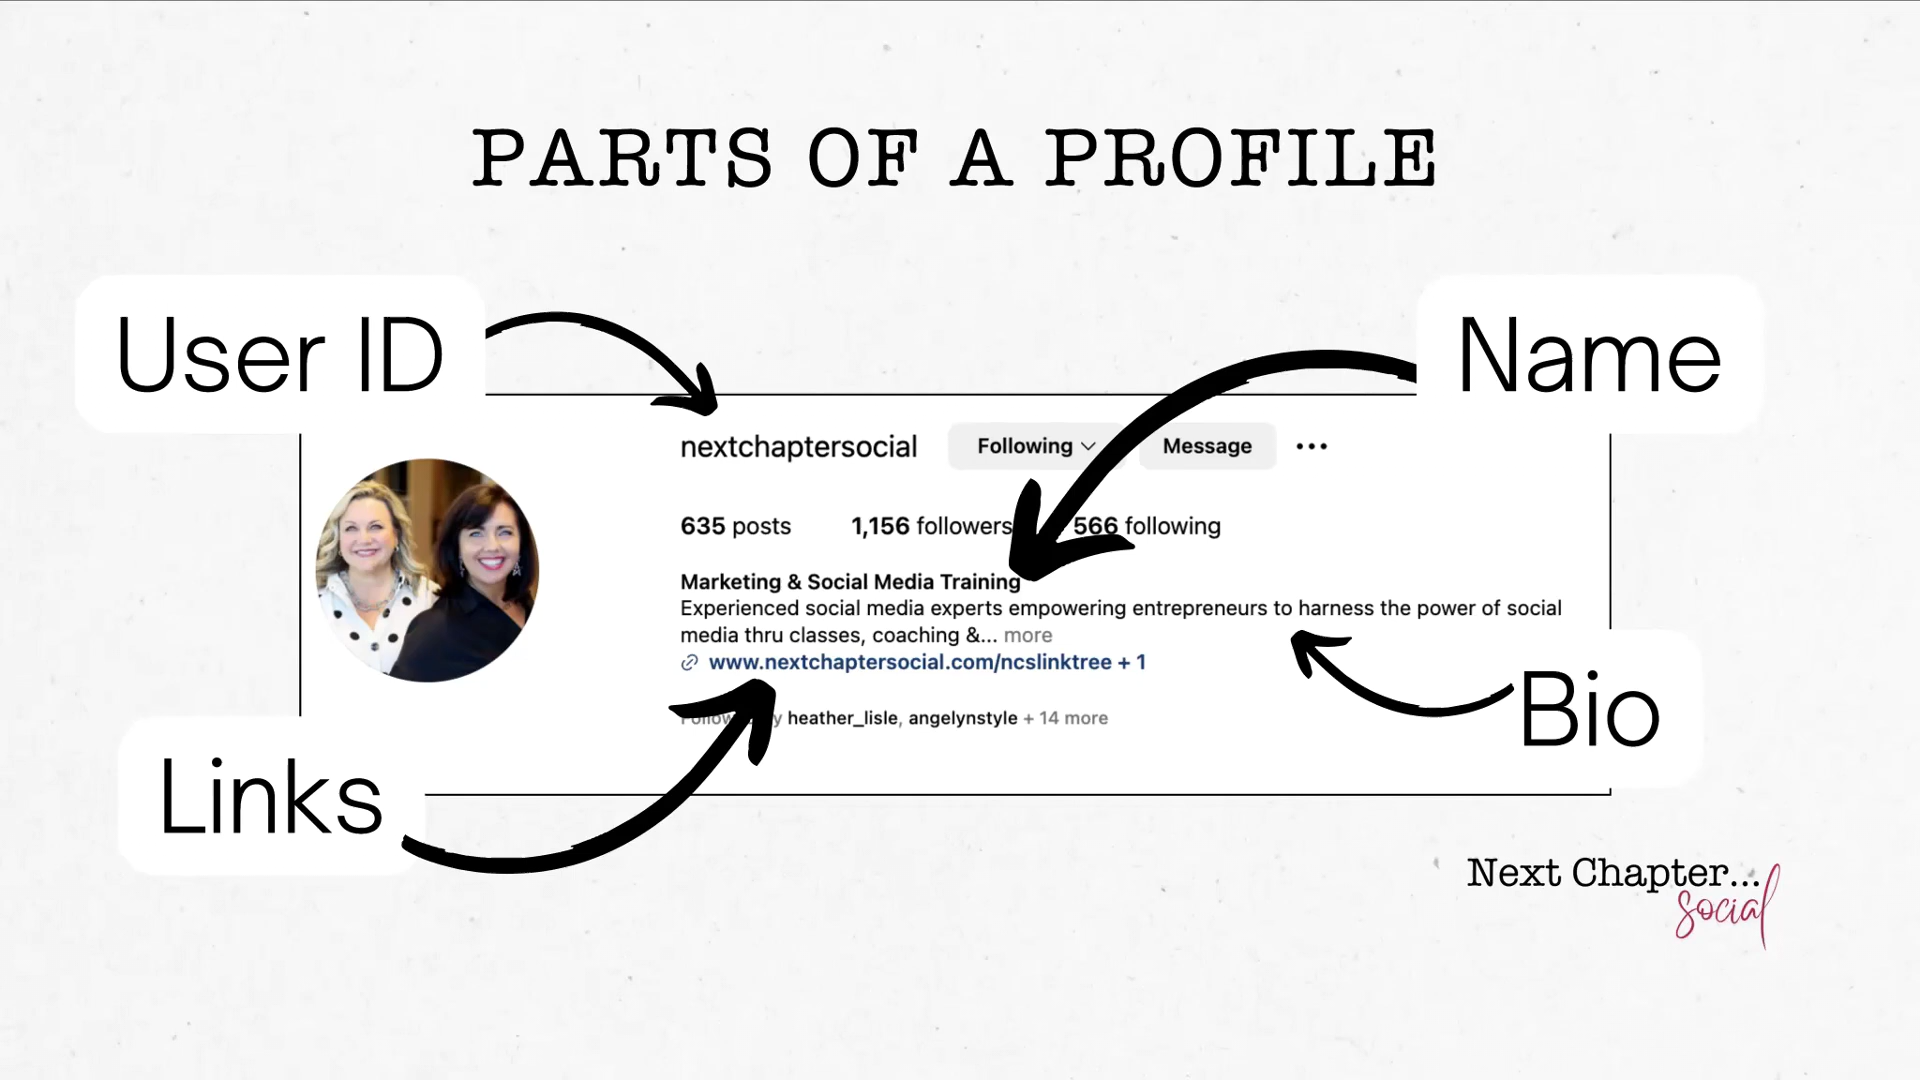 PARTS OF A PROFILE
User ID
Name
nextchaptersocial Following Message
635 posts 1,156 followers 566 following
Marketing & Social Media Training
Experienced social media experts empowering entrepreneurs to harness the power of social
media thru classes, coaching &... more
www.nextchaptersocial.com/ncslinktree + 1
heather_lisle, angelynstyle + 14 more
Bio
Links
Next Chapter...
social